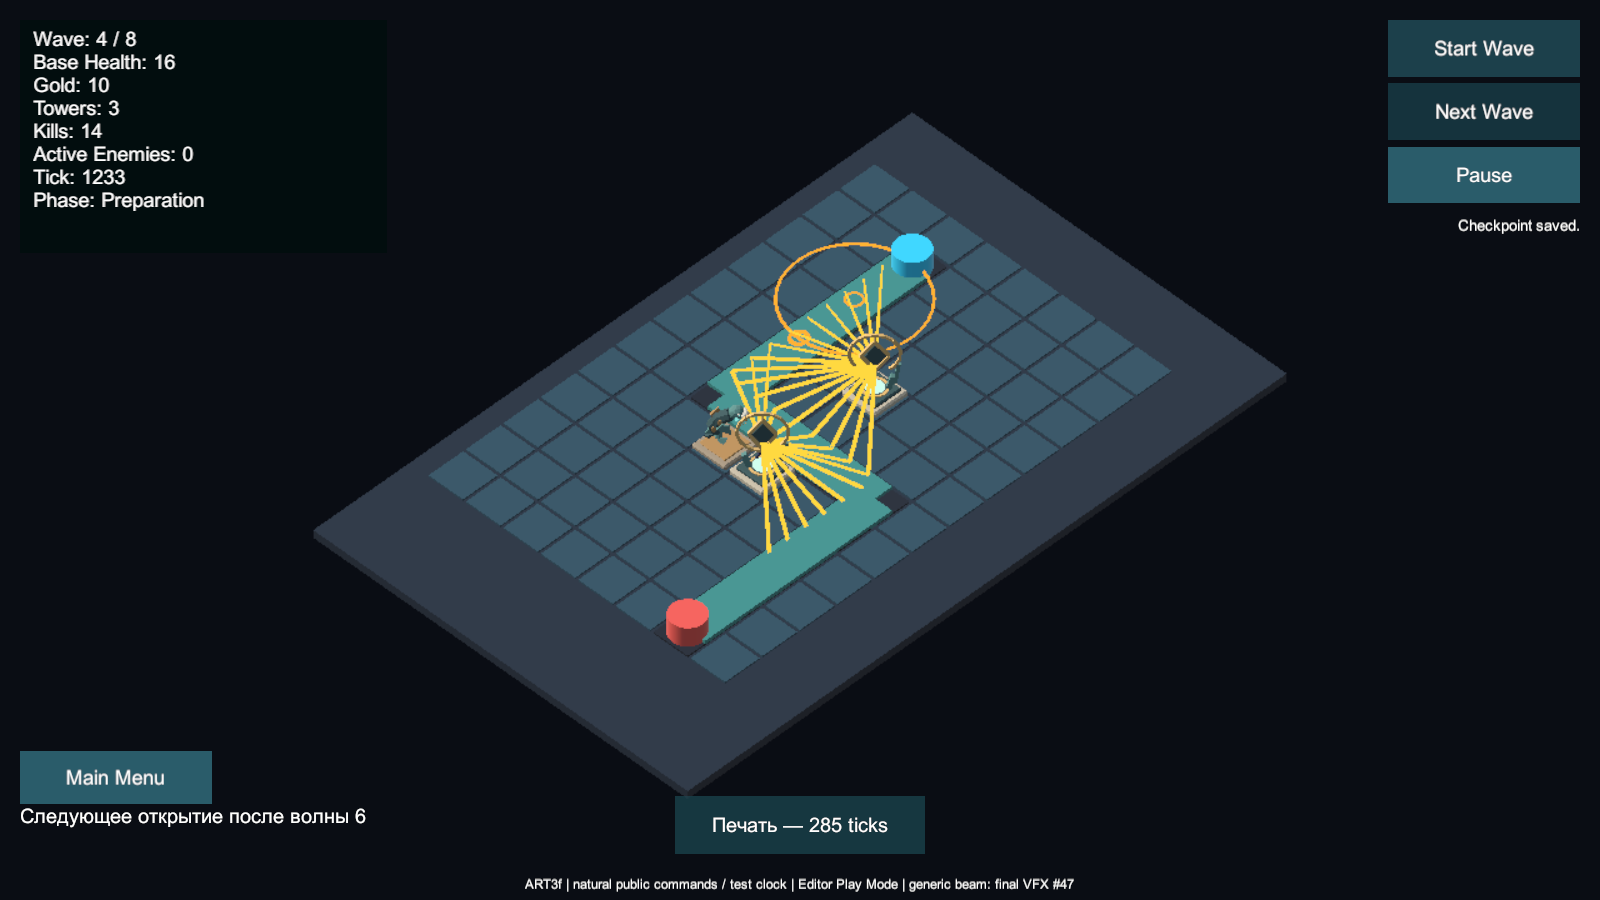 Wave: 4 / 8
Base Health: 16
Gold: 10
Towers: 3
Kills: 14
Active Enemies: 0
Tick: 1233
Phase: Preparation
Start Wave
Next Wave
Pause
Checkpoint saved.
Main Menu
Следующее открытие после волны 6
Печать — 285 ticks
ART3f | natural public commands / test clock | Editor Play Mode | generic beam: final VFX #47